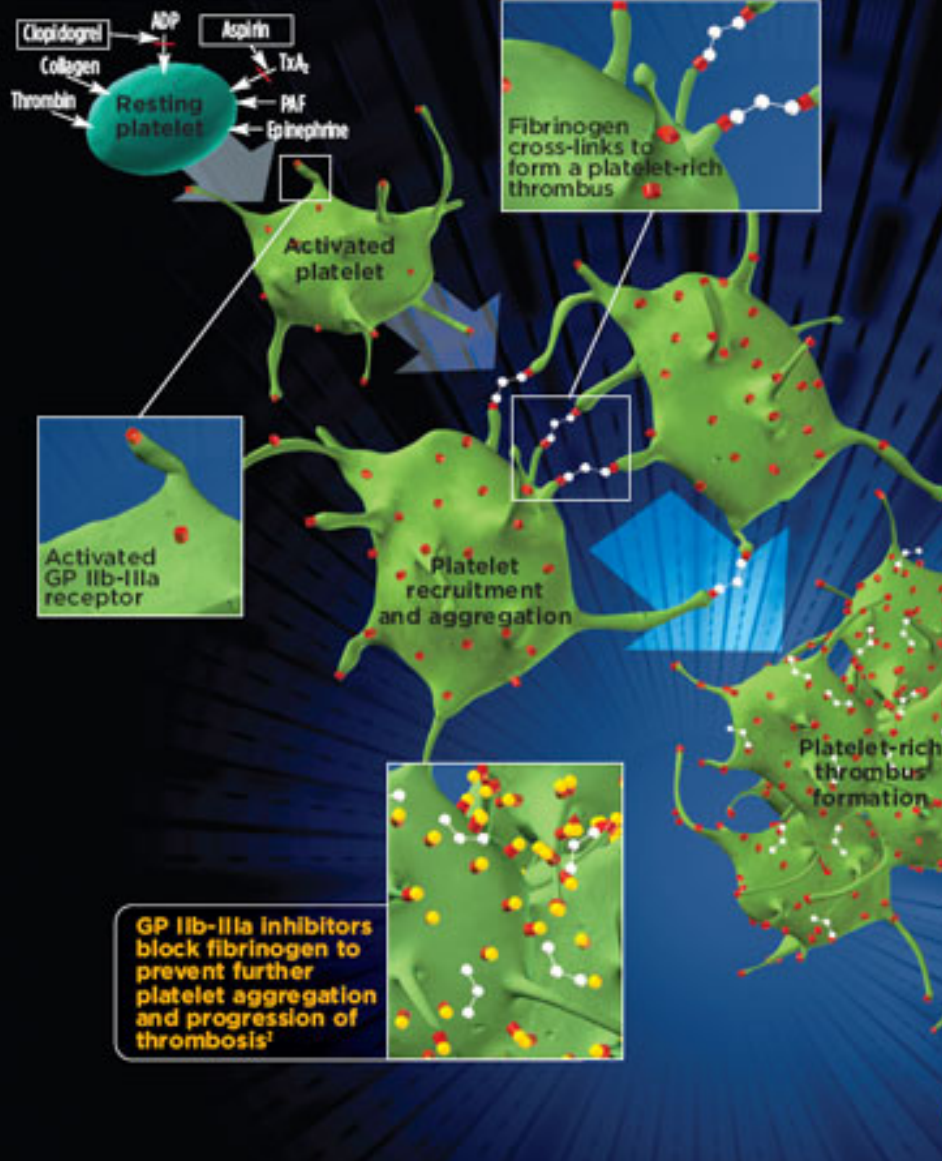 Clopidogrel
ADP
Aspirin
Collagen
TxA₂
Thrombin
Resting
platelet
PAF
Epinephrine
Fibrinogen
cross-links to
form a platelet-rich
thrombus
Activated
platelet
Activated
GP IIb-IIIa
receptor
Platelet
recruitment
and aggregation
Platelet-rich
thrombus
formation
GP IIb-IIIa inhibitors
block fibrinogen to
prevent further
platelet aggregation
and progression of
thrombosis